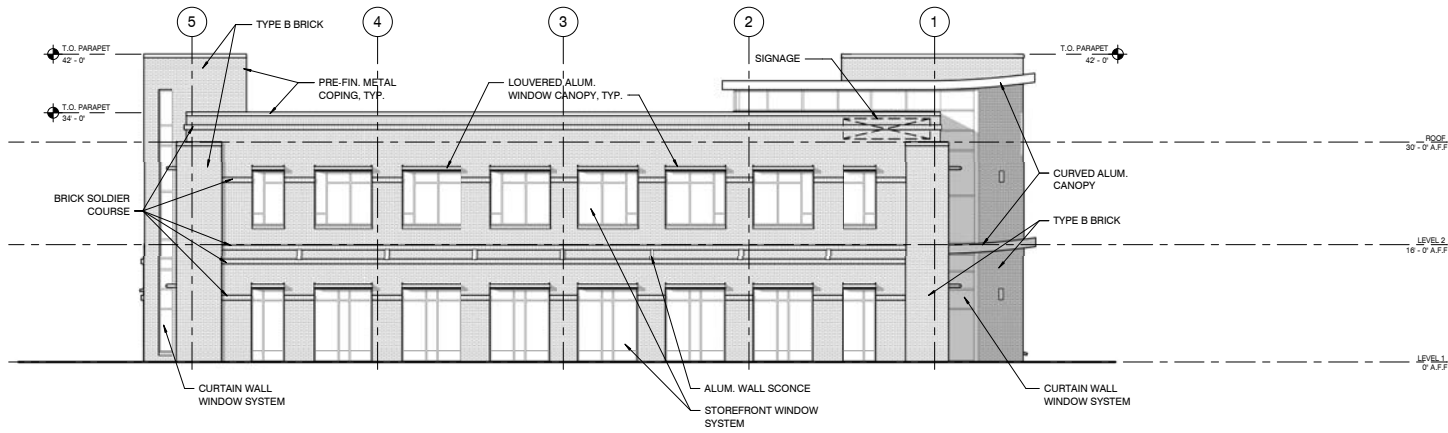 5
4
3
2
1
TYPE B BRICK
T.O. PARAPET
42' - 0"
PRE-FIN. METAL
COPING, TYP.
LOUVERED ALUM.
WINDOW CANOPY, TYP.
SIGNAGE
T.O. PARAPET
42' - 0"
T.O. PARAPET
34' - 0"
ROOF
30' - 0" A.F.F
CURVED ALUM.
CANOPY
BRICK SOLDIER
COURSE
TYPE B BRICK
LEVEL 2
16' - 0" A.F.F
LEVEL 1
0" A.F.F
CURTAIN WALL
WINDOW SYSTEM
ALUM. WALL SCONCE
STOREFRONT WINDOW
SYSTEM
CURTAIN WALL
WINDOW SYSTEM